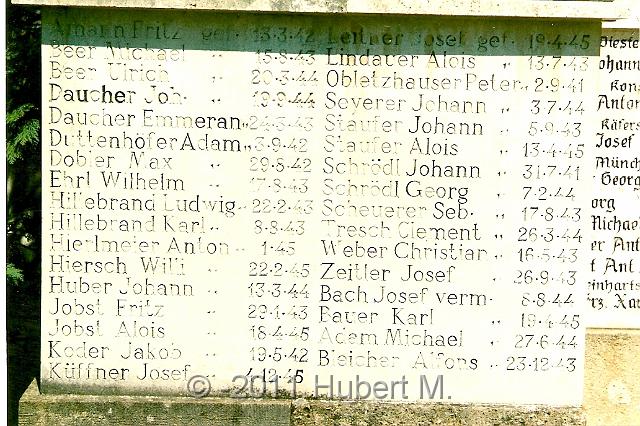 Amann Fritz gef. 13·3·42
Beer Michael „ 15·8·43
Beer Ulrich „ 20·3·44
Daucher Joh. „ 19·9·44
Daucher Emmeran „ 24·3·43
Duttenhöfer Adam „ 3·9·42
Dobler Max „ 29·8·42
Ehrl Wilhelm „ 17·8·43
Hillebrand Ludwig „ 22·2·43
Hillebrand Karl „ 8·8·43
Hierlmeier Anton „ 1·45
Hiersch Willi „ 22·2·45
Huber Johann „ 13·3·44
Jobst Fritz „ 29·1·43
Jobst Alois „ 18·4·45
Koder Jakob „ 19·5·42
Küffner Josef „ 4·12·45
Leitner Josef gef. 19·4·45
Lindauer Alois „ 13·7·43
Obletzhauser Peter „ 2·9·41
Seyerer Johann „ 3·7·44
Staufer Johann „ 5·9·43
Staufer Alois „ 13·4·45
Schrödl Johann „ 31·7·41
Schrödl Georg „ 7·2·44
Scheuerer Seb. „ 17·8·43
Tresch Clement „ 26·3·44
Weber Christian „ 16·5·43
Zeitler Josef „ 26·9·43
Bach Josef verm. 8·8·44
Bauer Karl „ 19·4·45
Adem Michael „ 27·6·44
Bleicher Alfons „ 23·12·43
Johann
Anton
Josef
Georg
Michael
Ant
© 2011 Hubert M.